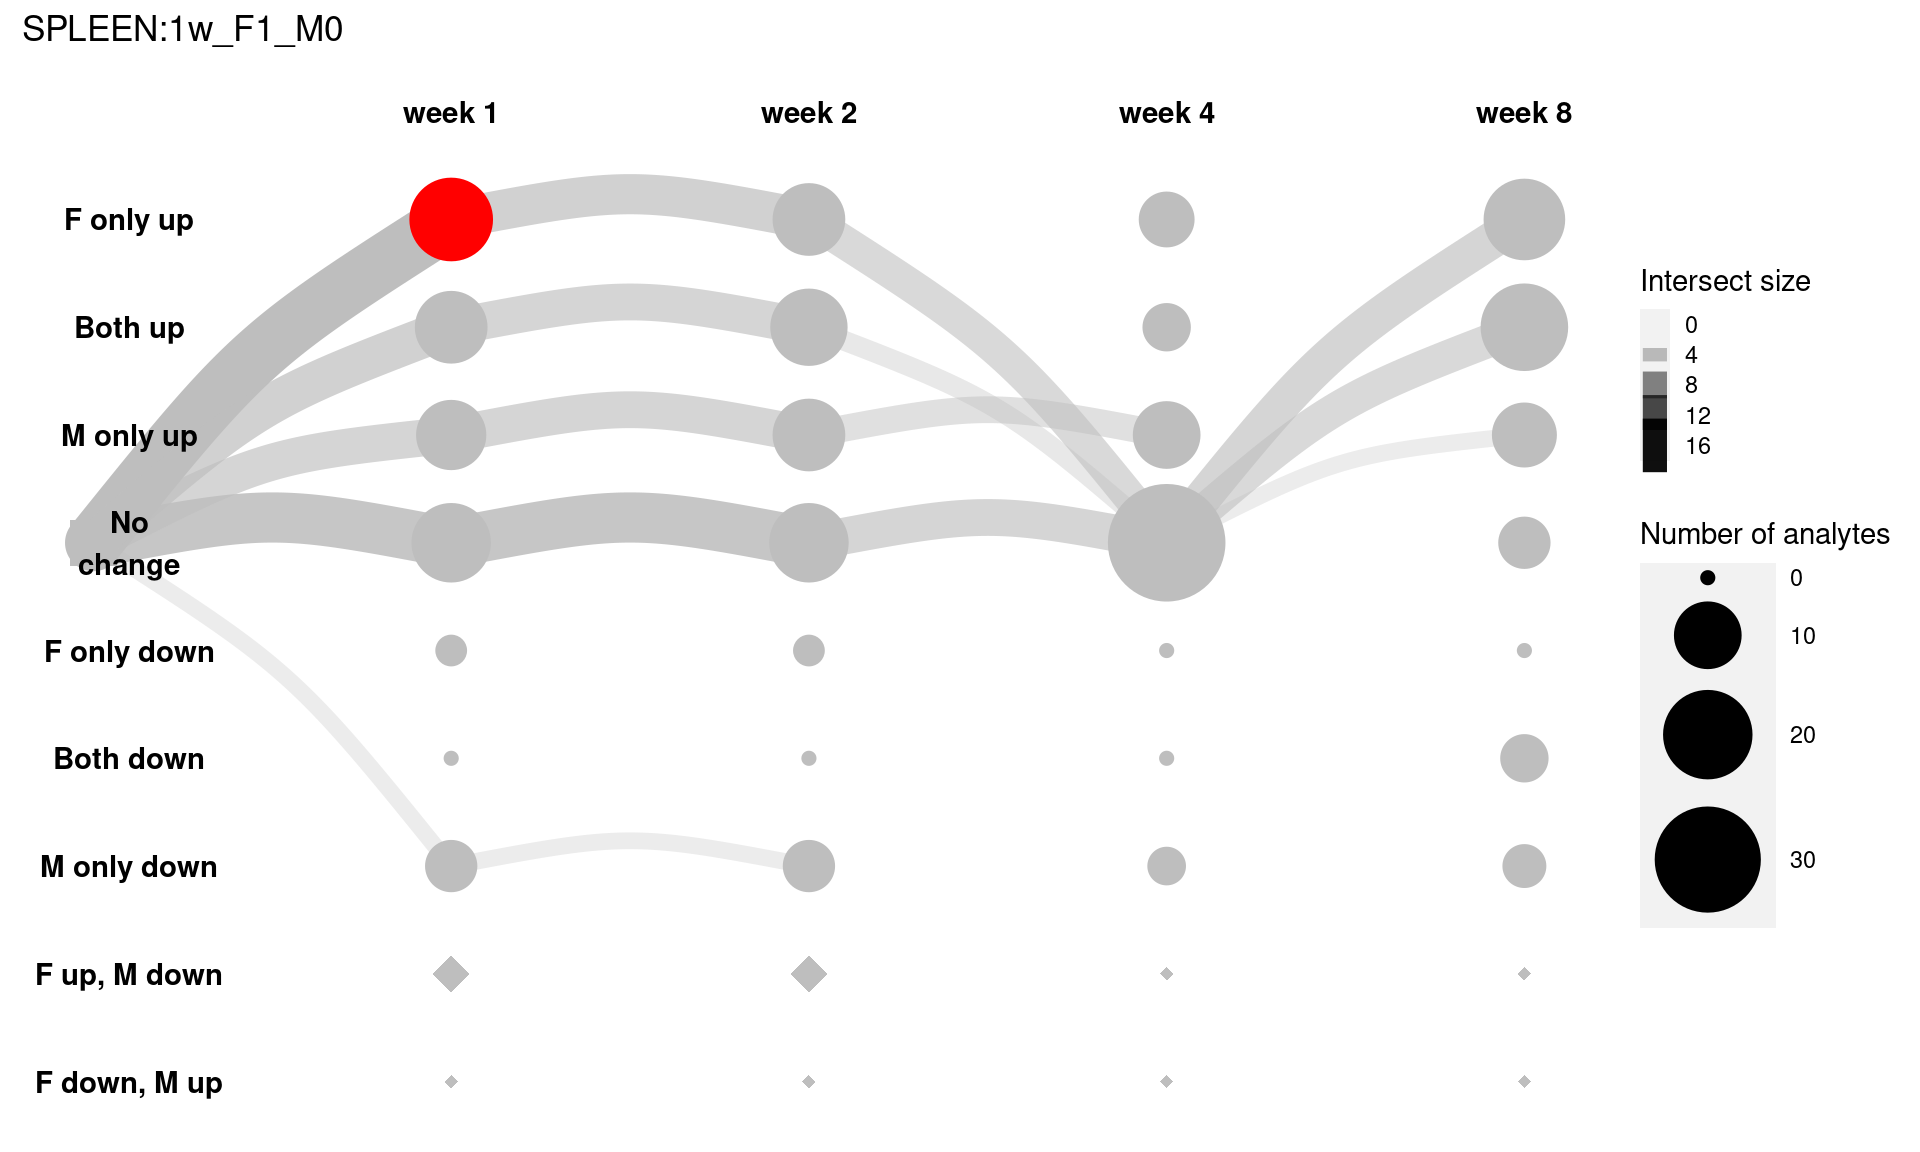 SPLEEN:1w_F1_M0
week 1
week 2
week 4
week 8
F only up
Both up
M only up
No
change
F only down
Both down
M only down
F up, M down
F down, M up
Intersect size
0
4
8
12
16
Number of analytes
0
10
20
30